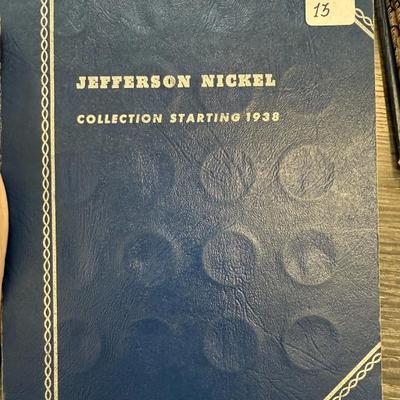 13
JEFFERSON NICKEL
COLLECTION STARTING 1938